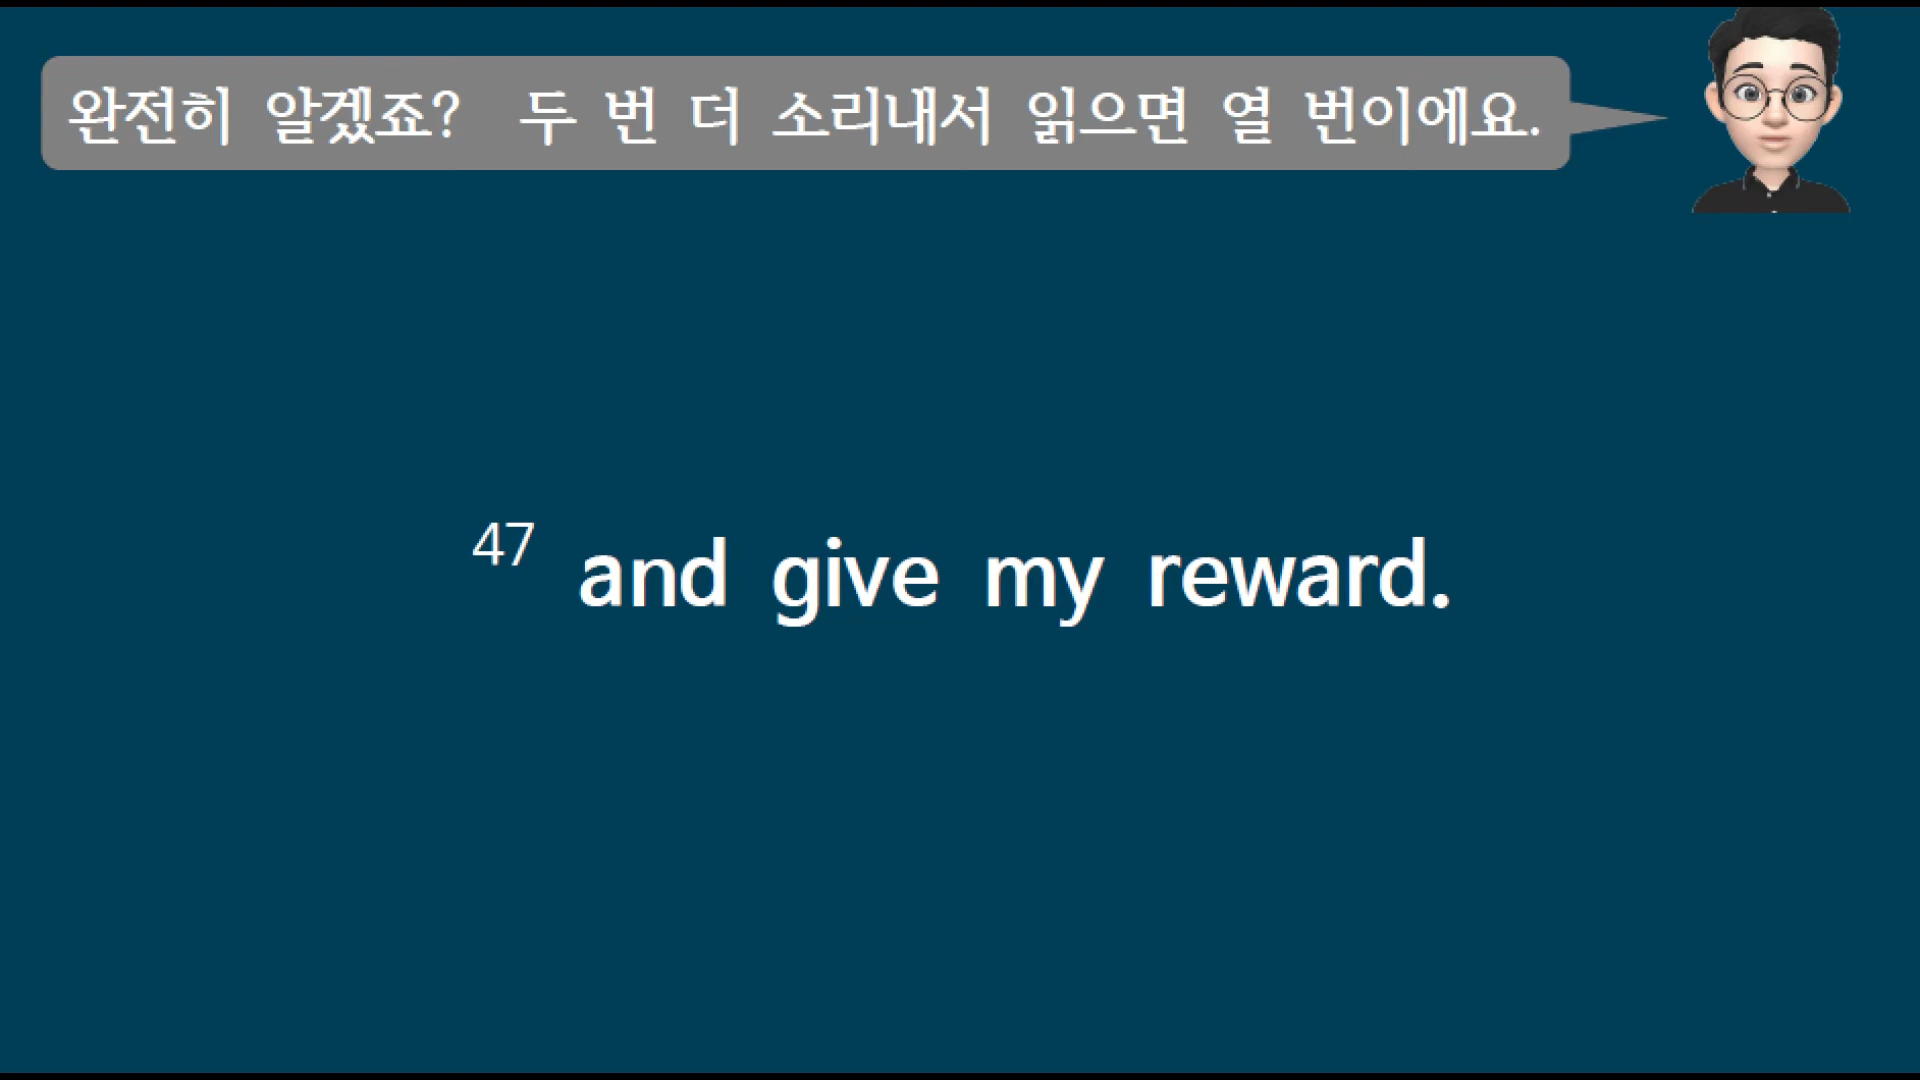 완전히 알겠죠? 두 번 더 소리내서 읽으면 열 번이에요.
47 and give my reward.